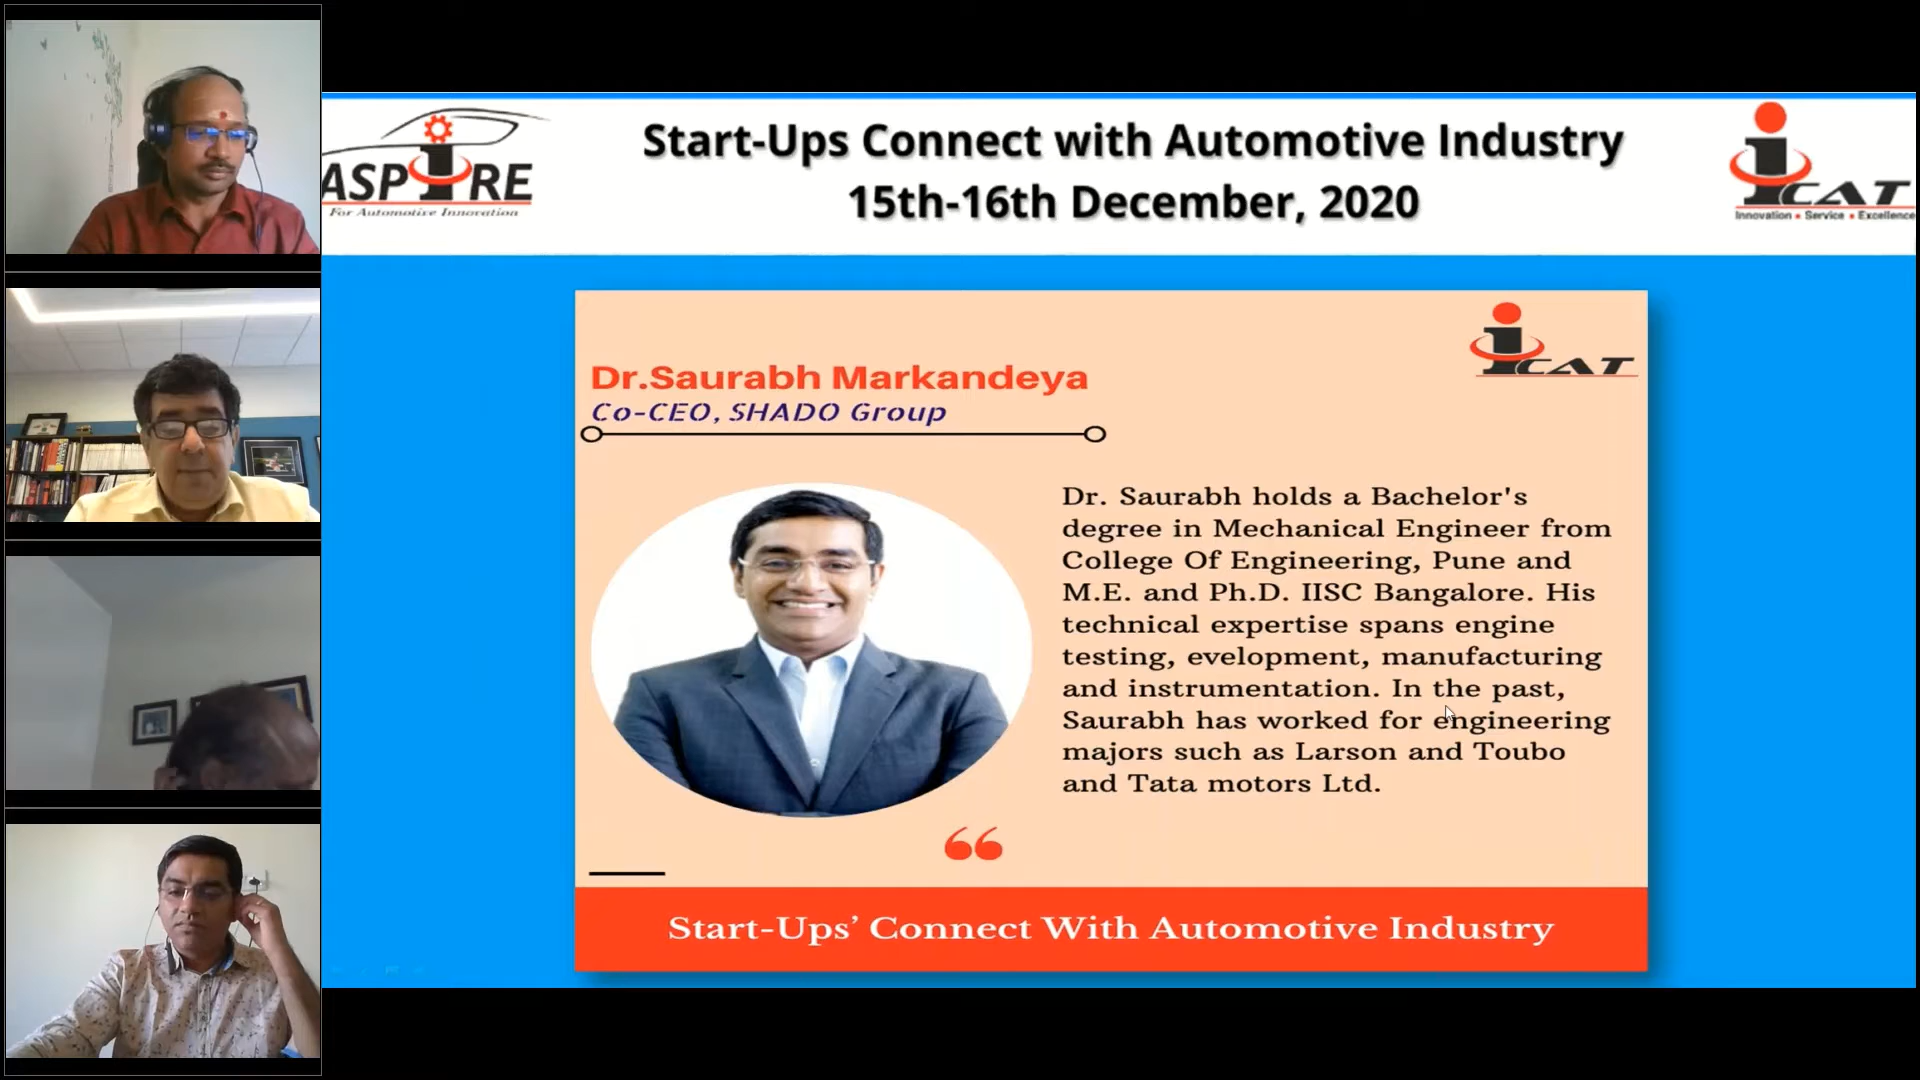 ASPIRE
For Automotive Innovation
Start-Ups Connect with Automotive Industry
15th-16th December, 2020
iCAT
Innovation • Service • Excellence
iCAT
Dr.Saurabh Markandeya
Co-CEO, SHADO Group
Dr. Saurabh holds a Bachelor's
degree in Mechanical Engineer from
College Of Engineering, Pune and
M.E. and Ph.D. IISC Bangalore. His
technical expertise spans engine
testing, evelopment, manufacturing
and instrumentation. In the past,
Saurabh has worked for engineering
majors such as Larson and Toubo
and Tata motors Ltd.
“
Start-Ups’ Connect With Automotive Industry